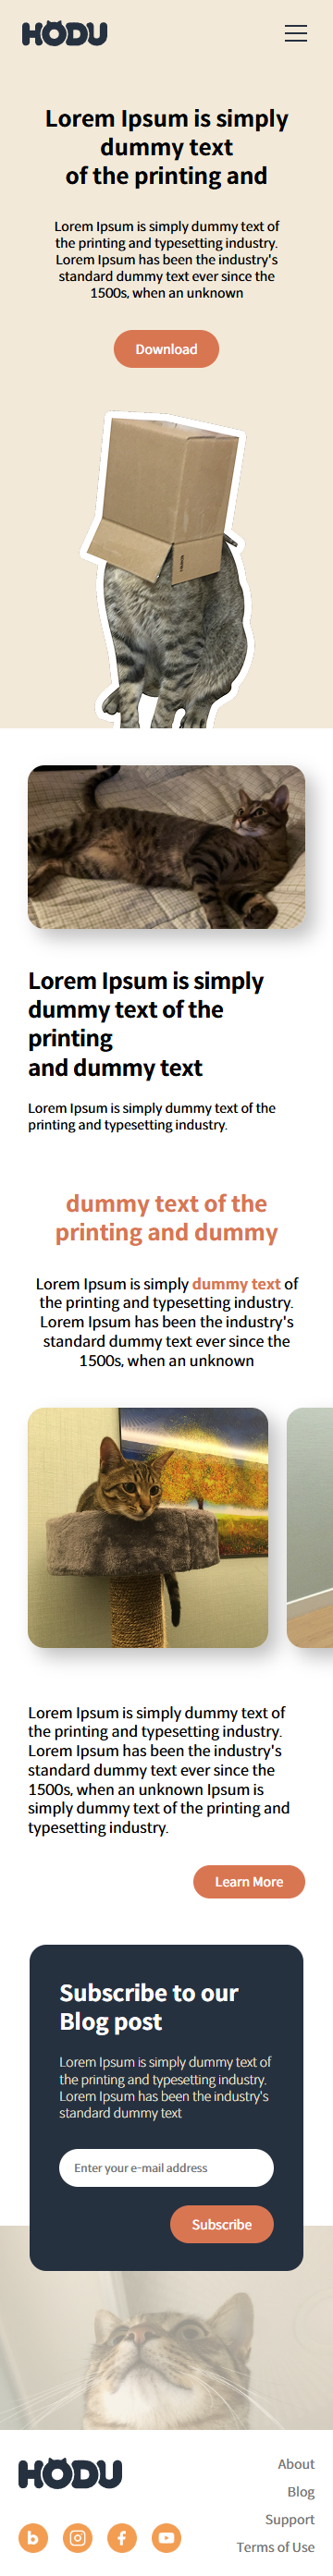 HODU
Lorem Ipsum is simply
dummy text
of the printing and
Lorem Ipsum is simply dummy text of
the printing and typesetting industry.
Lorem Ipsum has been the industry's
standard dummy text ever since the
1500s, when an unknown
Download
Lorem Ipsum is simply
dummy text of the
printing
and dummy text
Lorem Ipsum is simply dummy text of the
printing and typesetting industry.
dummy text of the
printing and dummy
Lorem Ipsum is simply dummy text of
the printing and typesetting industry.
Lorem Ipsum has been the industry's
standard dummy text ever since the
1500s, when an unknown
Lorem Ipsum is simply dummy text of
the printing and typesetting industry.
Lorem Ipsum has been the industry's
standard dummy text ever since the
1500s, when an unknown Ipsum is
simply dummy text of the printing and
typesetting industry.
Learn More
Subscribe to our
Blog post
Lorem Ipsum is simply dummy text of
the printing and typesetting industry.
Lorem Ipsum has been the industry's
standard dummy text
Enter your e-mail address
Subscribe
HODU
About
Blog
Support
Terms of Use